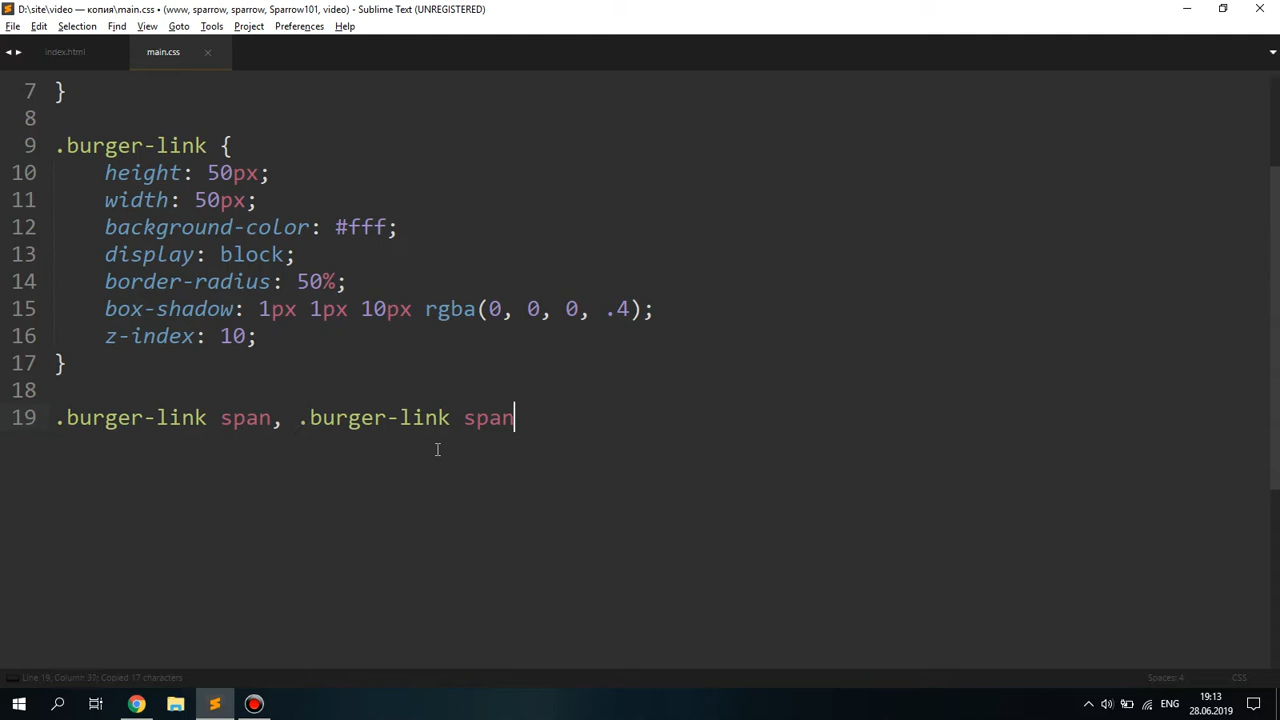 D:\site\video — копия\main.css • (www, sparrow, sparrow, Sparrow101, video) - Sublime Text (UNREGISTERED)
File Edit Selection Find View Goto Tools Project Preferences Help
index.html main.css
7 }
8
9 .burger-link {
10 height: 50px;
11 width: 50px;
12 background-color: #fff;
13 display: block;
14 border-radius: 50%;
15 box-shadow: 1px 1px 10px rgba(0, 0, 0, .4);
16 z-index: 10;
17 }
18
19 .burger-link span, .burger-link span
Line 19, Column 37; Copied 17 characters Spaces: 4 CSS
ENG 19:13
28.06.2019